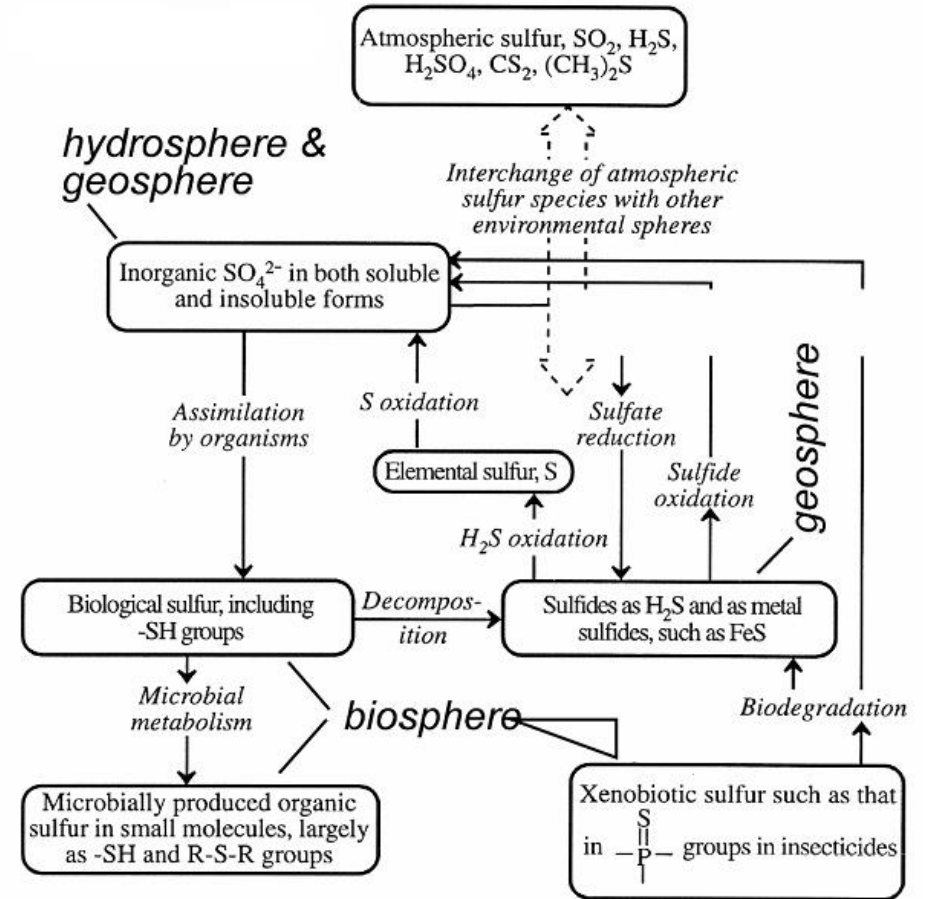 Atmospheric sulfur, SO₂, H₂S,
H₂SO₄, CS₂, (CH₃)₂S
hydrosphere &
geosphere
Interchange of atmospheric
sulfur species with other
environmental spheres
Inorganic SO₄²⁻ in both soluble
and insoluble forms
Assimilation
by organisms
S oxidation
Sulfate
reduction
geosphere
Elemental sulfur, S
Sulfide
oxidation
H₂S oxidation
Biological sulfur, including
-SH groups
Decompos-
ition
Sulfides as H₂S and as metal
sulfides, such as FeS
Microbial
metabolism
biosphere
Biodegradation
Microbially produced organic
sulfur in small molecules, largely
as -SH and R-S-R groups
Xenobiotic sulfur such as that
S
in –P– groups in insecticides